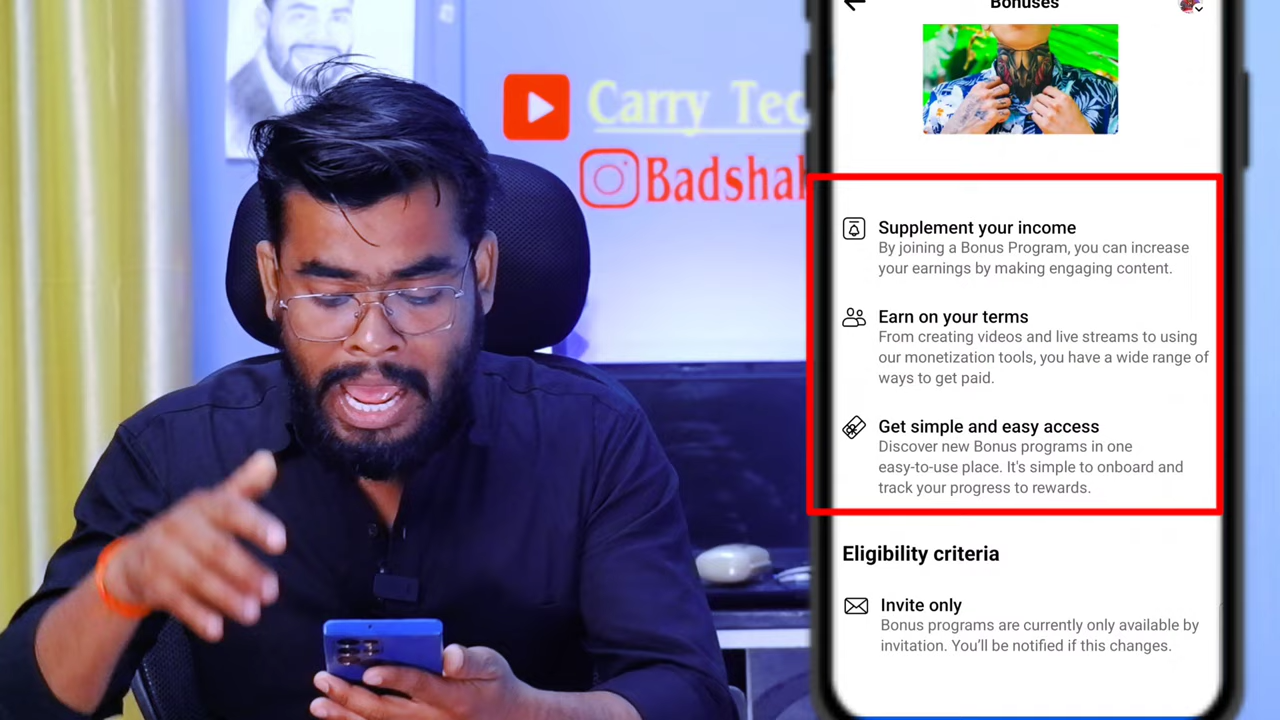 Carry Tec
Badshah
Bonuses
Supplement your income
By joining a Bonus Program, you can increase
your earnings by making engaging content.
Earn on your terms
From creating videos and live streams to using
our monetization tools, you have a wide range of
ways to get paid.
Get simple and easy access
Discover new Bonus programs in one
easy-to-use place. It's simple to onboard and
track your progress to rewards.
Eligibility criteria
Invite only
Bonus programs are currently only available by
invitation. You’ll be notified if this changes.